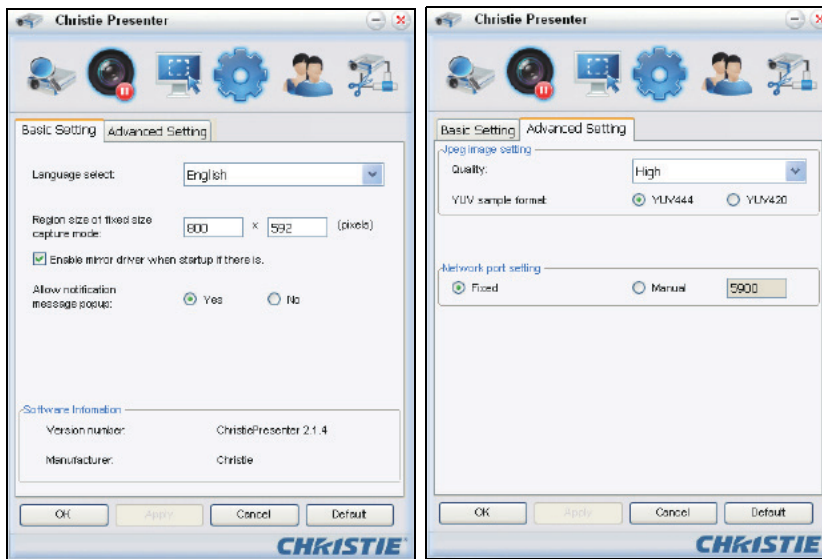 Christie Presenter
Basic Setting
Advanced Setting
Language select:
English
Region size of fixed size
capture mode:
800
x
592
(pixels)
Enable mirror driver when startup if there is.
Allow notification
message popup:
Yes
No
Software Infomation
Version number:
ChristiePresenter 2.1.4
Manufacturer:
Christie
OK
Apply
Cancel
Default
CHRISTIE
Christie Presenter
Basic Setting
Advanced Setting
Jpeg image setting
Quality:
High
YUV sample format:
YUV444
YUV420
Network port setting
Fixed
Manual
5900
OK
Apply
Cancel
Default
CHRISTIE